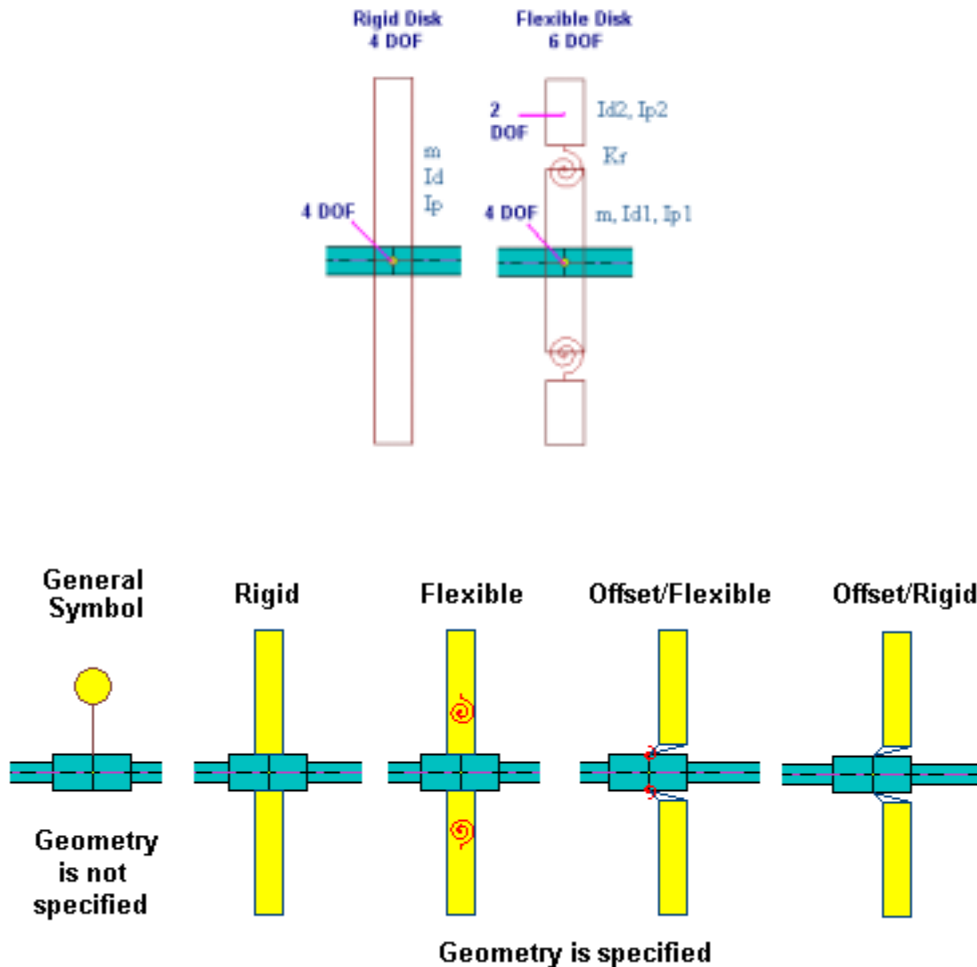 Rigid Disk
4 DOF
Flexible Disk
6 DOF
m
Id
Ip
4 DOF
2
DOF
Id2, Ip2
Kr
4 DOF
m, Id1, Ip1
General
Symbol
Rigid
Flexible
Offset/Flexible
Offset/Rigid
Geometry
is not
specified
Geometry is specified